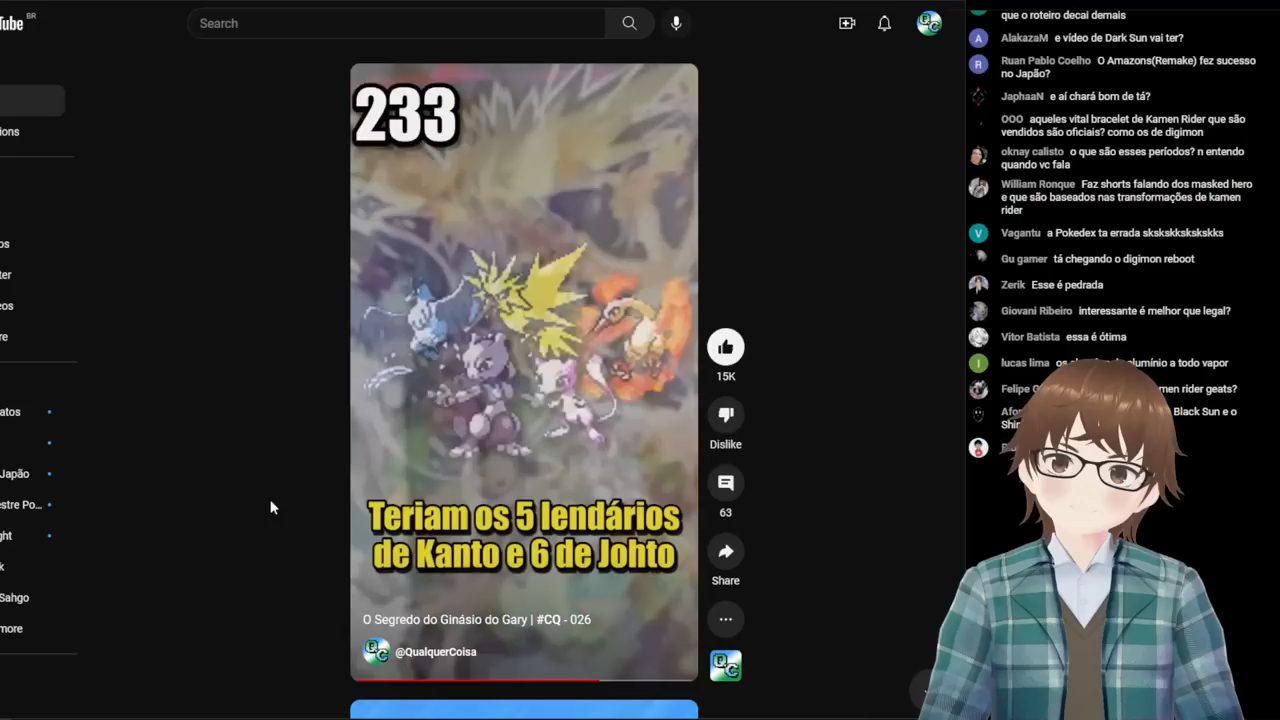 Tube BR
Search
ions
os
ter
eos
re
atos
Japão
estre Po...
ght
k
Sahgo
more
233
Teriam os 5 lendários
de Kanto e 6 de Johto
O Segredo do Ginásio do Gary | #CQ - 026
QC @QualquerCoisa
15K
Dislike
63
Share
QC
que o roteiro decai demais
A AlakazaM e vídeo de Dark Sun vai ter?
R Ruan Pablo Coelho O Amazons(Remake) fez sucesso
no Japão?
JaphaaN e aí chará bom de tá?
OOO aqueles vital bracelet de Kamen Rider que são
vendidos são oficiais? como os de digimon
oknay calisto o que são esses períodos? n entendo
quando vc fala
William Ronque Faz shorts falando dos masked hero
e que são baseados nas transformações de kamen
rider
V Vagantu a Pokedex ta errada skskskkskskskks
Gu gamer tá chegando o digimon reboot
Zerik Esse é pedrada
Giovani Ribeiro interessante é melhor que legal?
Vitor Batista essa é ótima
l lucas lima os alumínio a todo vapor
Felipe rider geats?
Black Sun e o